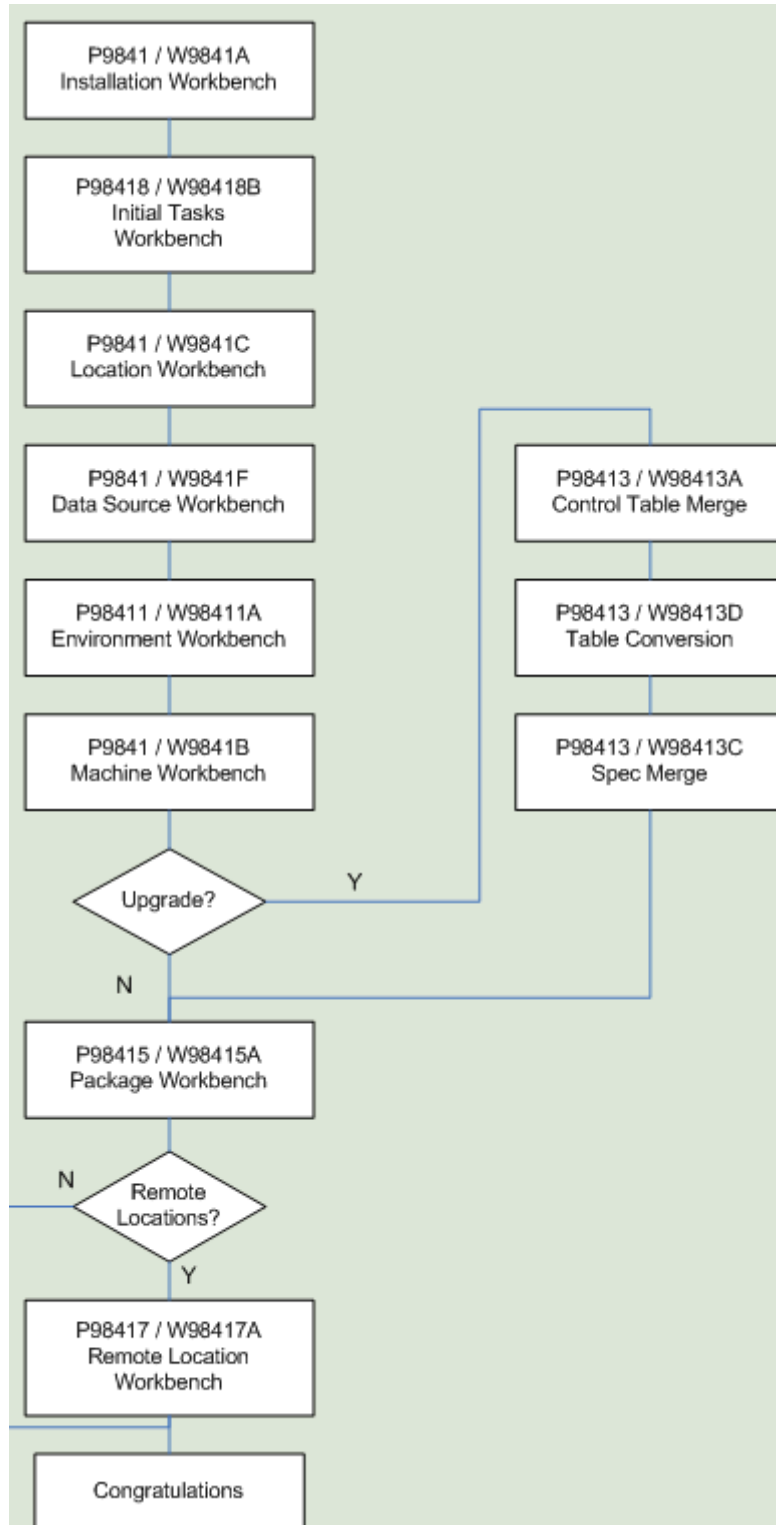 P9841 / W9841A
Installation Workbench
P98418 / W98418B
Initial Tasks
Workbench
P9841 / W9841C
Location Workbench
P9841 / W9841F
Data Source Workbench
P98411 / W98411A
Environment Workbench
P9841 / W9841B
Machine Workbench
P98413 / W98413A
Control Table Merge
P98413 / W98413D
Table Conversion
P98413 / W98413C
Spec Merge
Upgrade?
Y
N
P98415 / W98415A
Package Workbench
N
Remote
Locations?
Y
P98417 / W98417A
Remote Location
Workbench
Congratulations